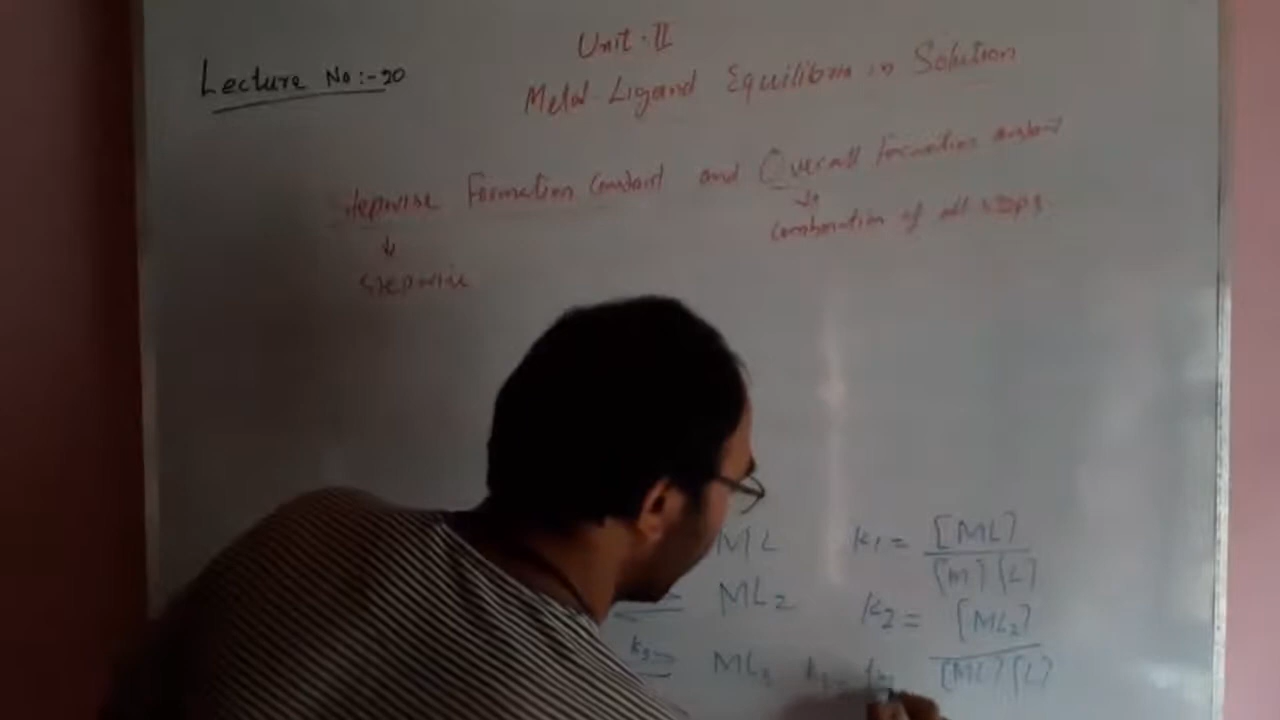 Unit-II
Lecture No:-20
Metal-Ligand Equilibria in Solution
stepwise Formation Constant and Overall formation constant
↓ ↓
stepwise combination of all steps
ML K1 = [ML] / [M][L]
ML2 K2 = [ML2] / [ML][L]
K3 ML3